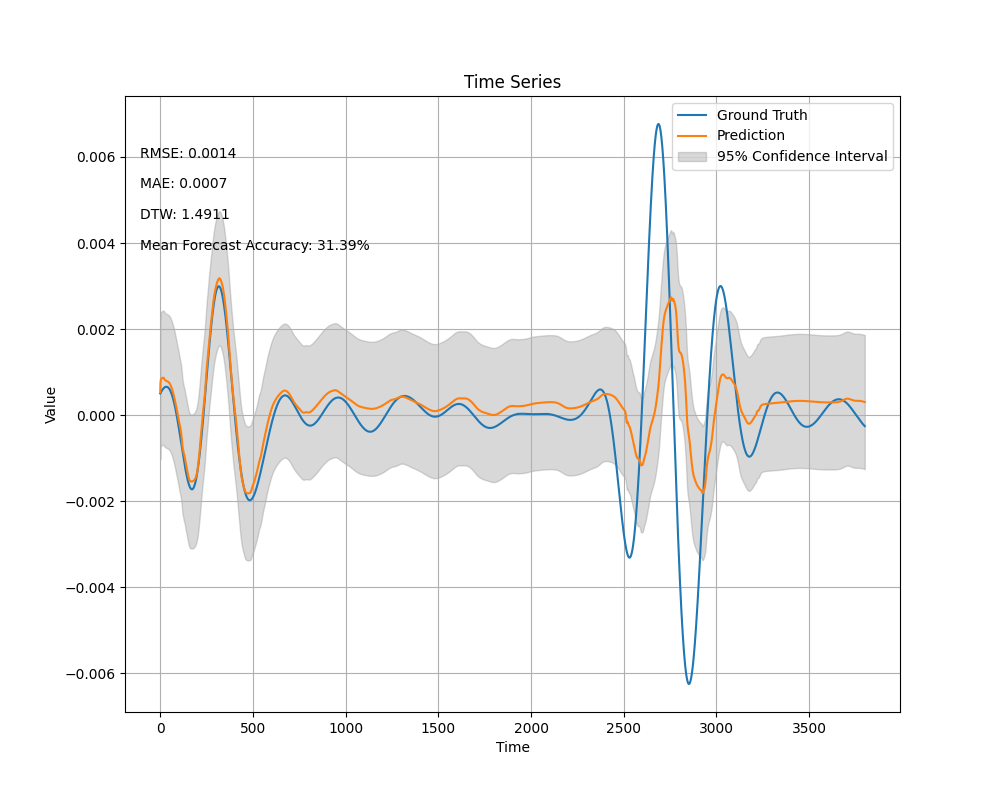 Time Series
Ground Truth
Prediction
95% Confidence Interval
RMSE: 0.0014
MAE: 0.0007
DTW: 1.4911
Mean Forecast Accuracy: 31.39%
0.006
0.004
0.002
0.000
−0.002
−0.004
−0.006
Value
0 500 1000 1500 2000 2500 3000 3500
Time